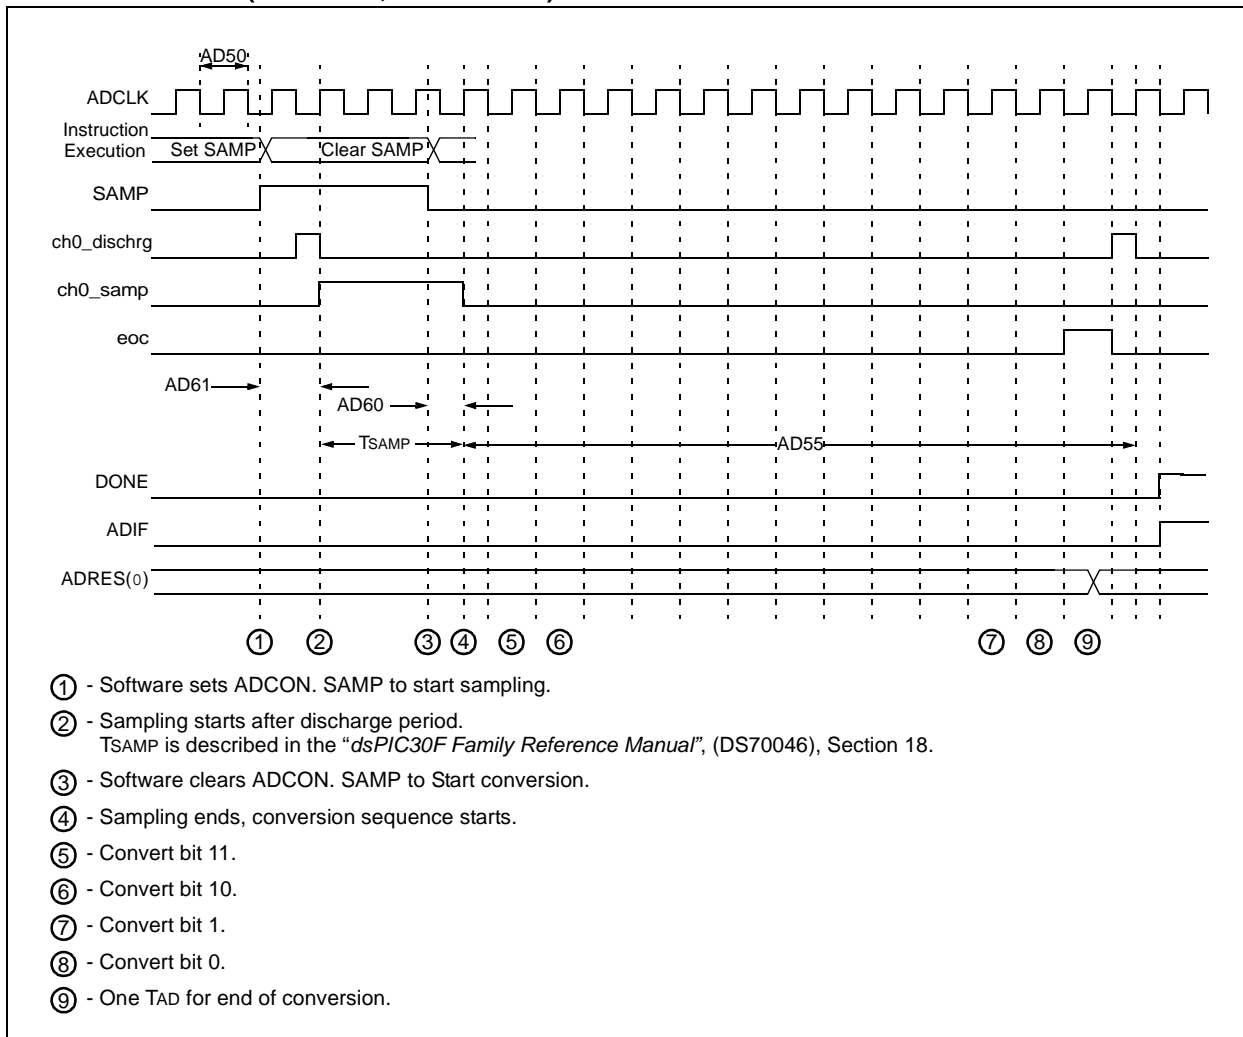 AD50
ADCLK
Instruction
Execution
Set SAMP
Clear SAMP
SAMP
ch0_dischrg
ch0_samp
eoc
AD61
AD60
TSAMP
AD55
DONE
ADIF
ADRES(0)
1 2 3 4 5 6 7 8 9
1 - Software sets ADCON. SAMP to start sampling.
2 - Sampling starts after discharge period.
TSAMP is described in the "dsPIC30F Family Reference Manual", (DS70046), Section 18.
3 - Software clears ADCON. SAMP to Start conversion.
4 - Sampling ends, conversion sequence starts.
5 - Convert bit 11.
6 - Convert bit 10.
7 - Convert bit 1.
8 - Convert bit 0.
9 - One TAD for end of conversion.